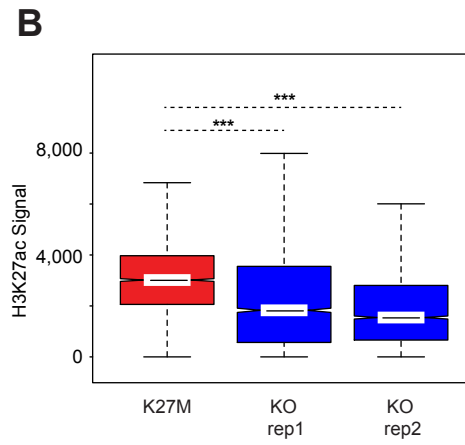 B
***
***
8,000
4,000
0
H3K27ac Signal
K27M
KO
rep1
KO
rep2